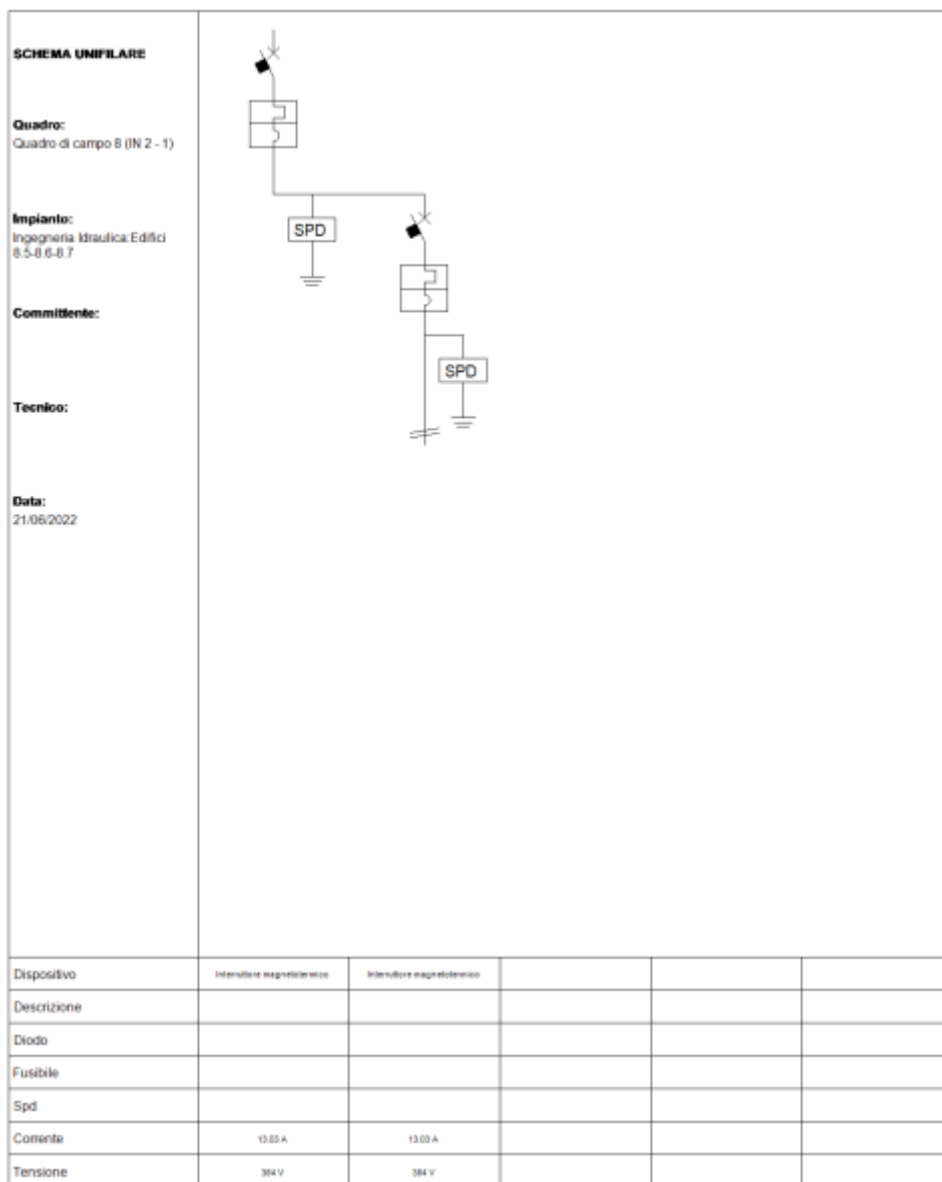 SCHEMA UNIFILARE
Quadro:
Quadro di campo 8 (IN 2 - 1)
Impianto:
Ingegneria Idraulica:Edifici
8.5-8.6-8.7
Committente:
Tecnico:
Data:
21/06/2022
SPD
SPD
Dispositivo Interruttore magnetotermico Interruttore magnetotermico
Descrizione
Diodo
Fusibile
Spd
Corrente 13.03 A 13.03 A
Tensione 384 V 384 V